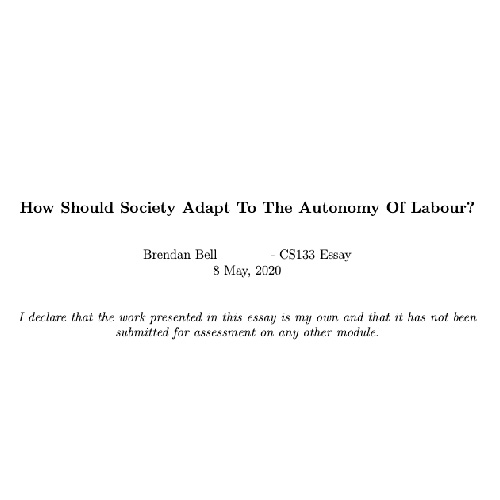 How Should Society Adapt To The Autonomy Of Labour?
Brendan Bell - CS133 Essay
8 May, 2020
I declare that the work presented in this essay is my own and that it has not been
submitted for assessment on any other module.